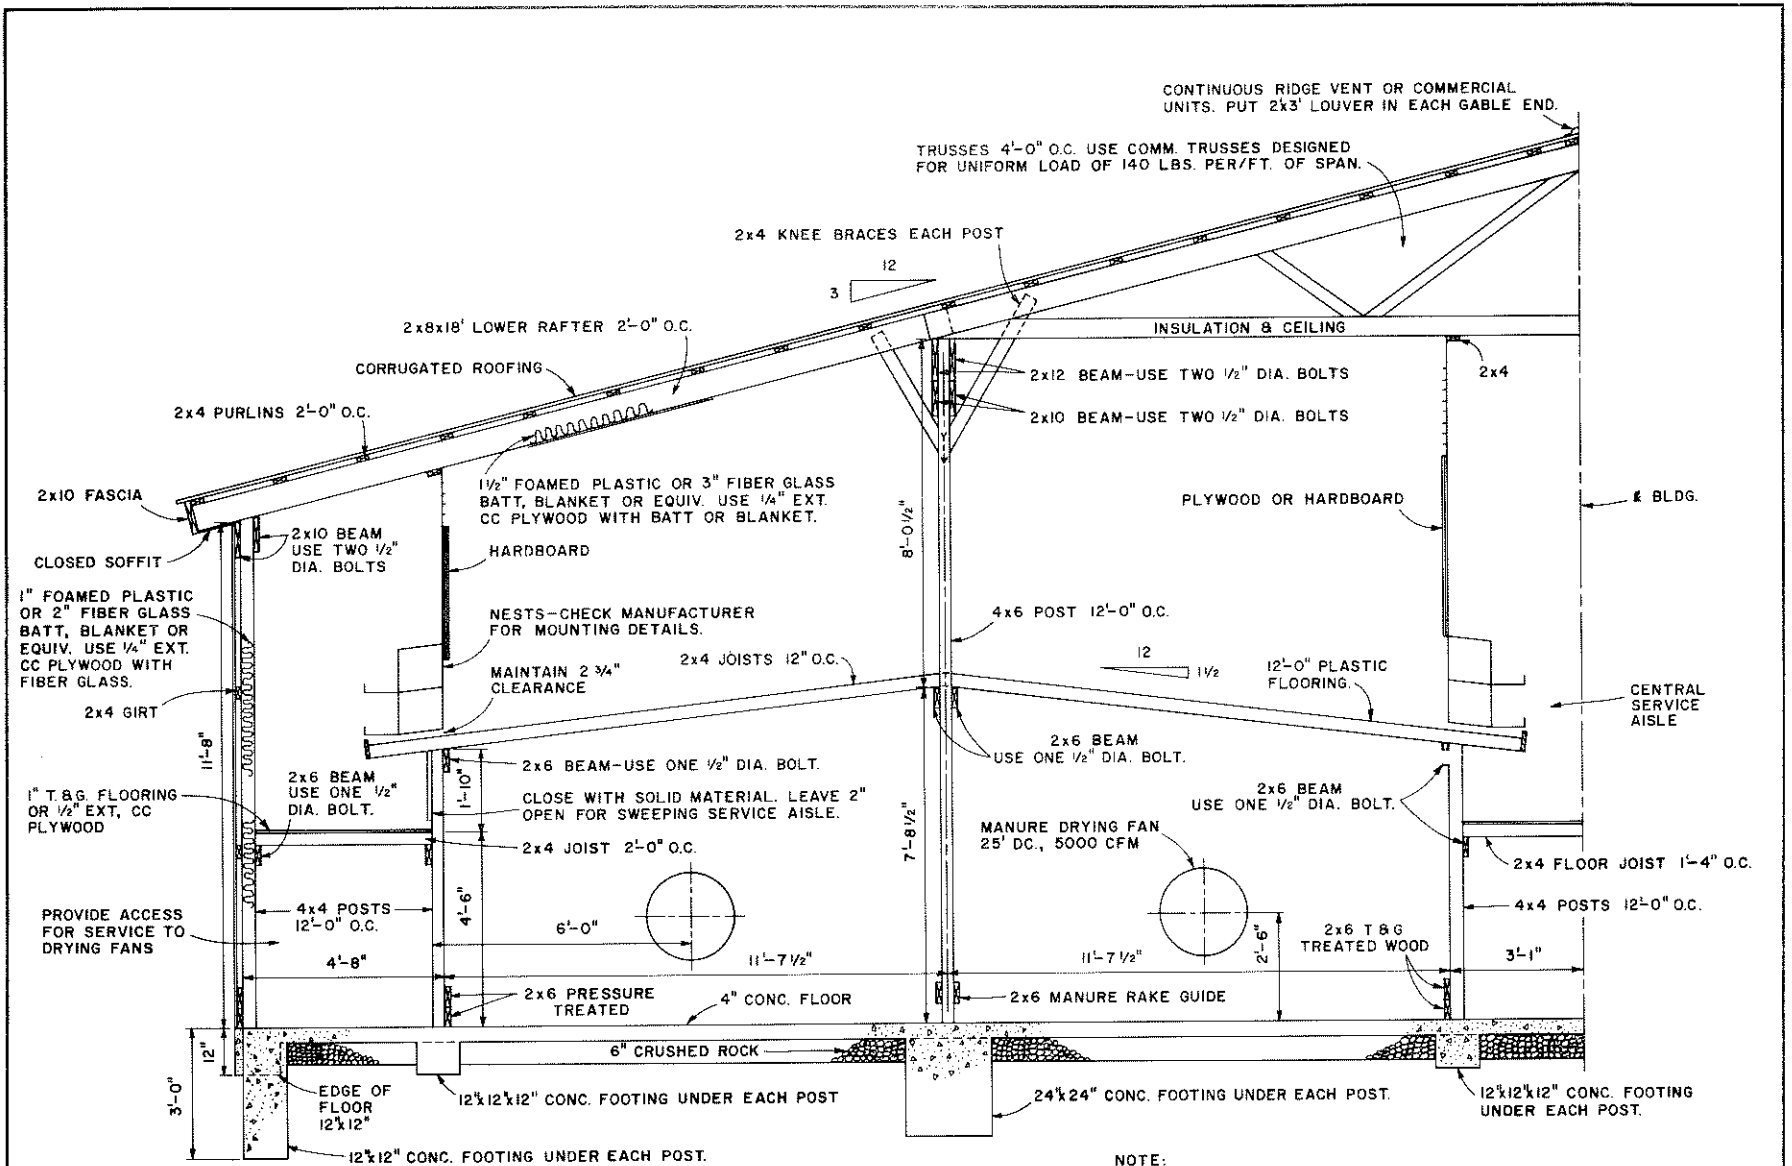 CONTINUOUS RIDGE VENT OR COMMERCIAL
UNITS. PUT 2'x3' LOUVER IN EACH GABLE END.
TRUSSES 4'-0" O.C. USE COMM. TRUSSES DESIGNED
FOR UNIFORM LOAD OF 140 LBS. PER/FT. OF SPAN.
2x4 KNEE BRACES EACH POST
12
3
2x8x18' LOWER RAFTER 2'-0" O.C.
INSULATION & CEILING
CORRUGATED ROOFING
2x12 BEAM-USE TWO 1/2" DIA. BOLTS
2x4
2x4 PURLINS 2'-0" O.C.
2x10 BEAM-USE TWO 1/2" DIA. BOLTS
1 1/2" FOAMED PLASTIC OR 3" FIBER GLASS
BATT, BLANKET OR EQUIV. USE 1/4" EXT.
CC PLYWOOD WITH BATT OR BLANKET.
2x10 FASCIA
PLYWOOD OR HARDBOARD
℄ BLDG.
2x10 BEAM
USE TWO 1/2"
DIA. BOLTS
8'-0 1/2"
HARDBOARD
CLOSED SOFFIT
1" FOAMED PLASTIC
OR 2" FIBER GLASS
BATT, BLANKET OR
EQUIV. USE 1/4" EXT.
CC PLYWOOD WITH
FIBER GLASS.
NESTS-CHECK MANUFACTURER
FOR MOUNTING DETAILS.
4x6 POST 12'-0" O.C.
2x4 JOISTS 12" O.C.
12
1 1/2
12'-0" PLASTIC
FLOORING.
MAINTAIN 2 3/4"
CLEARANCE
CENTRAL
SERVICE
AISLE
2x4 GIRT
11'-8"
2x6 BEAM
USE ONE 1/2" DIA. BOLT.
2x6 BEAM-USE ONE 1/2" DIA. BOLT.
2x6 BEAM
USE ONE 1/2"
DIA. BOLT.
1'-10"
2x6 BEAM
USE ONE 1/2" DIA. BOLT.
1" T.&G. FLOORING
OR 1/2" EXT, CC
PLYWOOD
CLOSE WITH SOLID MATERIAL. LEAVE 2"
OPEN FOR SWEEPING SERVICE AISLE.
7'-8 1/2"
MANURE DRYING FAN
25' DC., 5000 CFM
2x4 JOIST 2'-0" O.C.
2x4 FLOOR JOIST 1'-4" O.C.
4'-6"
PROVIDE ACCESS
FOR SERVICE TO
DRYING FANS
4x4 POSTS
12'-0" O.C.
6'-0"
4x4 POSTS 12'-0" O.C.
2'-6"
2x6 T & G
TREATED WOOD
4'-8"
11'-7 1/2"
11'-7 1/2"
3'-1"
2x6 PRESSURE
TREATED
4" CONC. FLOOR
2x6 MANURE RAKE GUIDE
12"
6" CRUSHED ROCK
3'-0"
EDGE OF
FLOOR
12"x12"
12"x12"x12" CONC. FOOTING UNDER EACH POST
24"x24" CONC. FOOTING UNDER EACH POST.
12"x12"x12" CONC. FOOTING
UNDER EACH POST.
12"x12" CONC. FOOTING UNDER EACH POST.
NOTE: